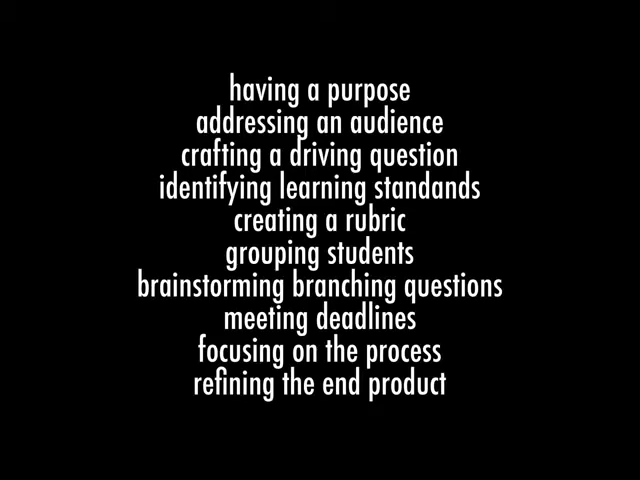 having a purpose
addressing an audience
crafting a driving question
identifying learning standands
creating a rubric
grouping students
brainstorming branching questions
meeting deadlines
focusing on the process
refining the end product